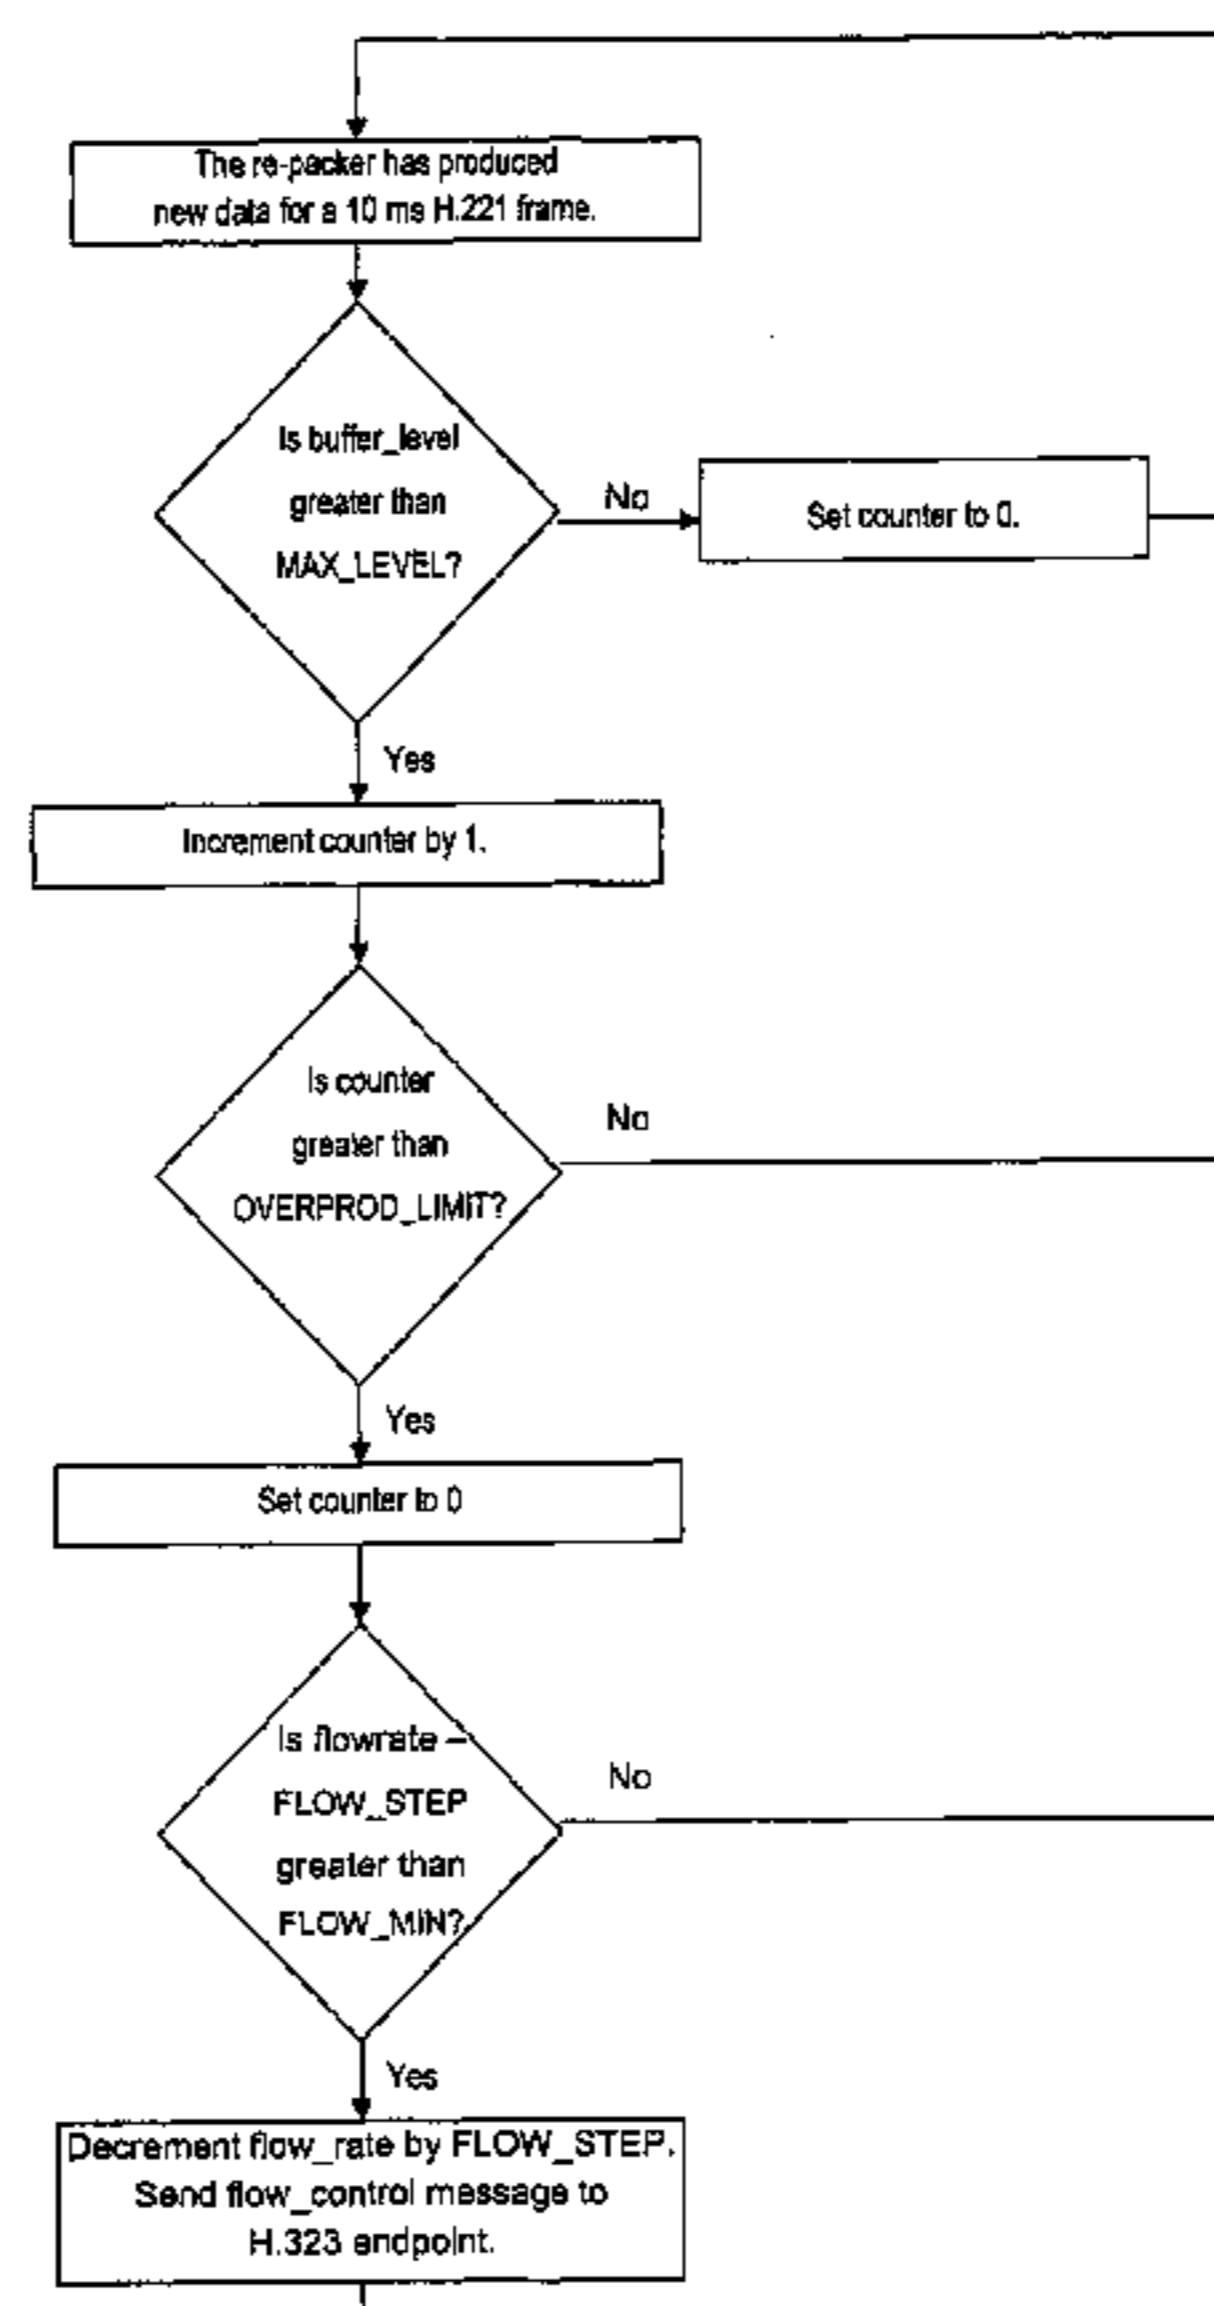 The re-packer has produced
new data for a 10 ms H.221 frame.
Is buffer_level
greater than
MAX_LEVEL?
No
Set counter to 0.
Yes
Increment counter by 1.
Is counter
greater than
OVERPROD_LIMIT?
No
Yes
Set counter to 0
Is flowrate –
FLOW_STEP
greater than
FLOW_MIN?
No
Yes
Decrement flow_rate by FLOW_STEP.
Send flow_control message to
H.323 endpoint.